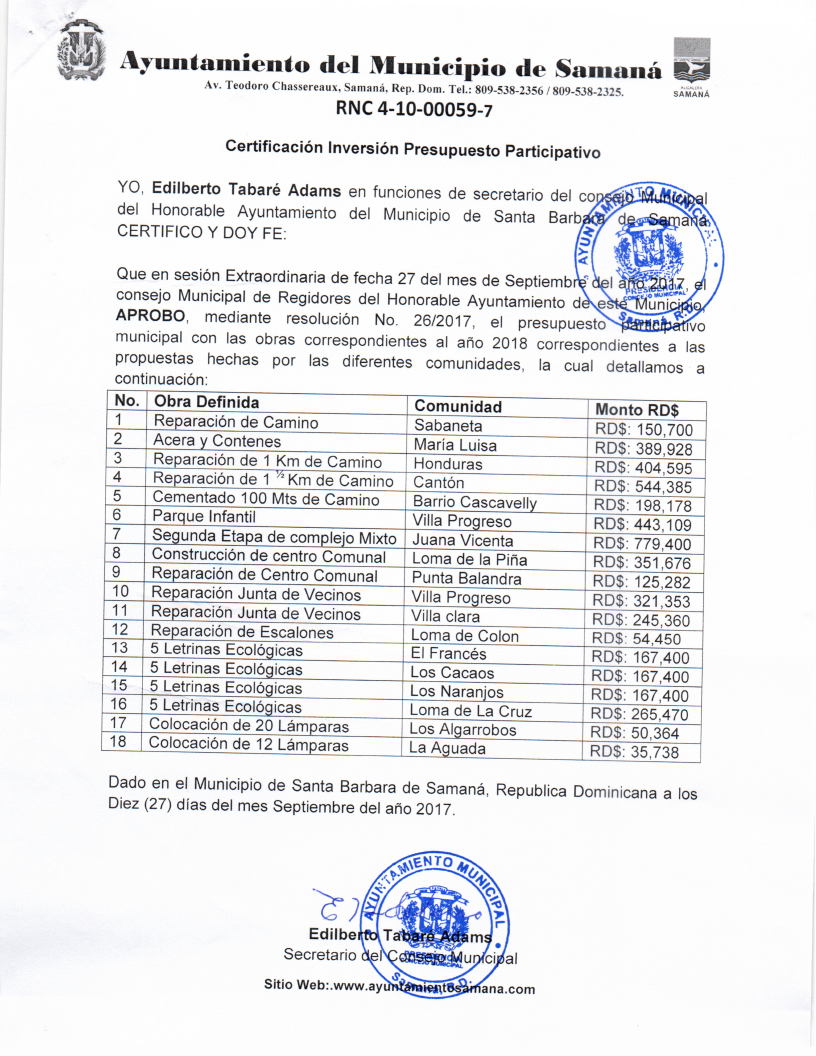 Ayuntamiento del Municipio de Samaná
Av. Teodoro Chassereaux, Samaná, Rep. Dom. Tel.: 809-538-2356 / 809-538-2325.
ALCALDÍA
SAMANÁ
RNC 4-10-00059-7
Certificación Inversión Presupuesto Participativo
YO, Edilberto Tabaré Adams en funciones de secretario del consejo Municipal
del Honorable Ayuntamiento del Municipio de Santa Barbara de Samaná
CERTIFICO Y DOY FE:
Que en sesión Extraordinaria de fecha 27 del mes de Septiembre del año 2017, el
consejo Municipal de Regidores del Honorable Ayuntamiento de este Municipio,
APROBO, mediante resolución No. 26/2017, el presupuesto participativo
municipal con las obras correspondientes al año 2018 correspondientes a las
propuestas hechas por las diferentes comunidades, la cual detallamos a
continuación:
No. Obra Definida Comunidad Monto RD$
1 Reparación de Camino Sabaneta RD$: 150,700
2 Acera y Contenes María Luisa RD$: 389,928
3 Reparación de 1 Km de Camino Honduras RD$: 404,595
4 Reparación de 1 ½ Km de Camino Cantón RD$: 544,385
5 Cementado 100 Mts de Camino Barrio Cascavelly RD$: 198,178
6 Parque Infantil Villa Progreso RD$: 443,109
7 Segunda Etapa de complejo Mixto Juana Vicenta RD$: 779,400
8 Construcción de centro Comunal Loma de la Piña RD$: 351,676
9 Reparación de Centro Comunal Punta Balandra RD$: 125,282
10 Reparación Junta de Vecinos Villa Progreso RD$: 321,353
11 Reparación Junta de Vecinos Villa clara RD$: 245,360
12 Reparación de Escalones Loma de Colon RD$: 54,450
13 5 Letrinas Ecológicas El Francés RD$: 167,400
14 5 Letrinas Ecológicas Los Cacaos RD$: 167,400
15 5 Letrinas Ecológicas Los Naranjos RD$: 167,400
16 5 Letrinas Ecológicas Loma de La Cruz RD$: 265,470
17 Colocación de 20 Lámparas Los Algarrobos RD$: 50,364
18 Colocación de 12 Lámparas La Aguada RD$: 35,738
Dado en el Municipio de Santa Barbara de Samaná, Republica Dominicana a los
Diez (27) días del mes Septiembre del año 2017.
AYUNTAMIENTO MUNICIPAL
PRESIDENCIA
CONCEJO MUNICIPAL
Samaná, R.D.
AYUNTAMIENTO MUNICIPAL
PRESIDENCIA
CONCEJO MUNICIPAL
Samaná, R.D.
Edilberto Tabaré Adams
Secretario del Consejo Municipal
Sitio Web:.www.ayuntamientosamana.com